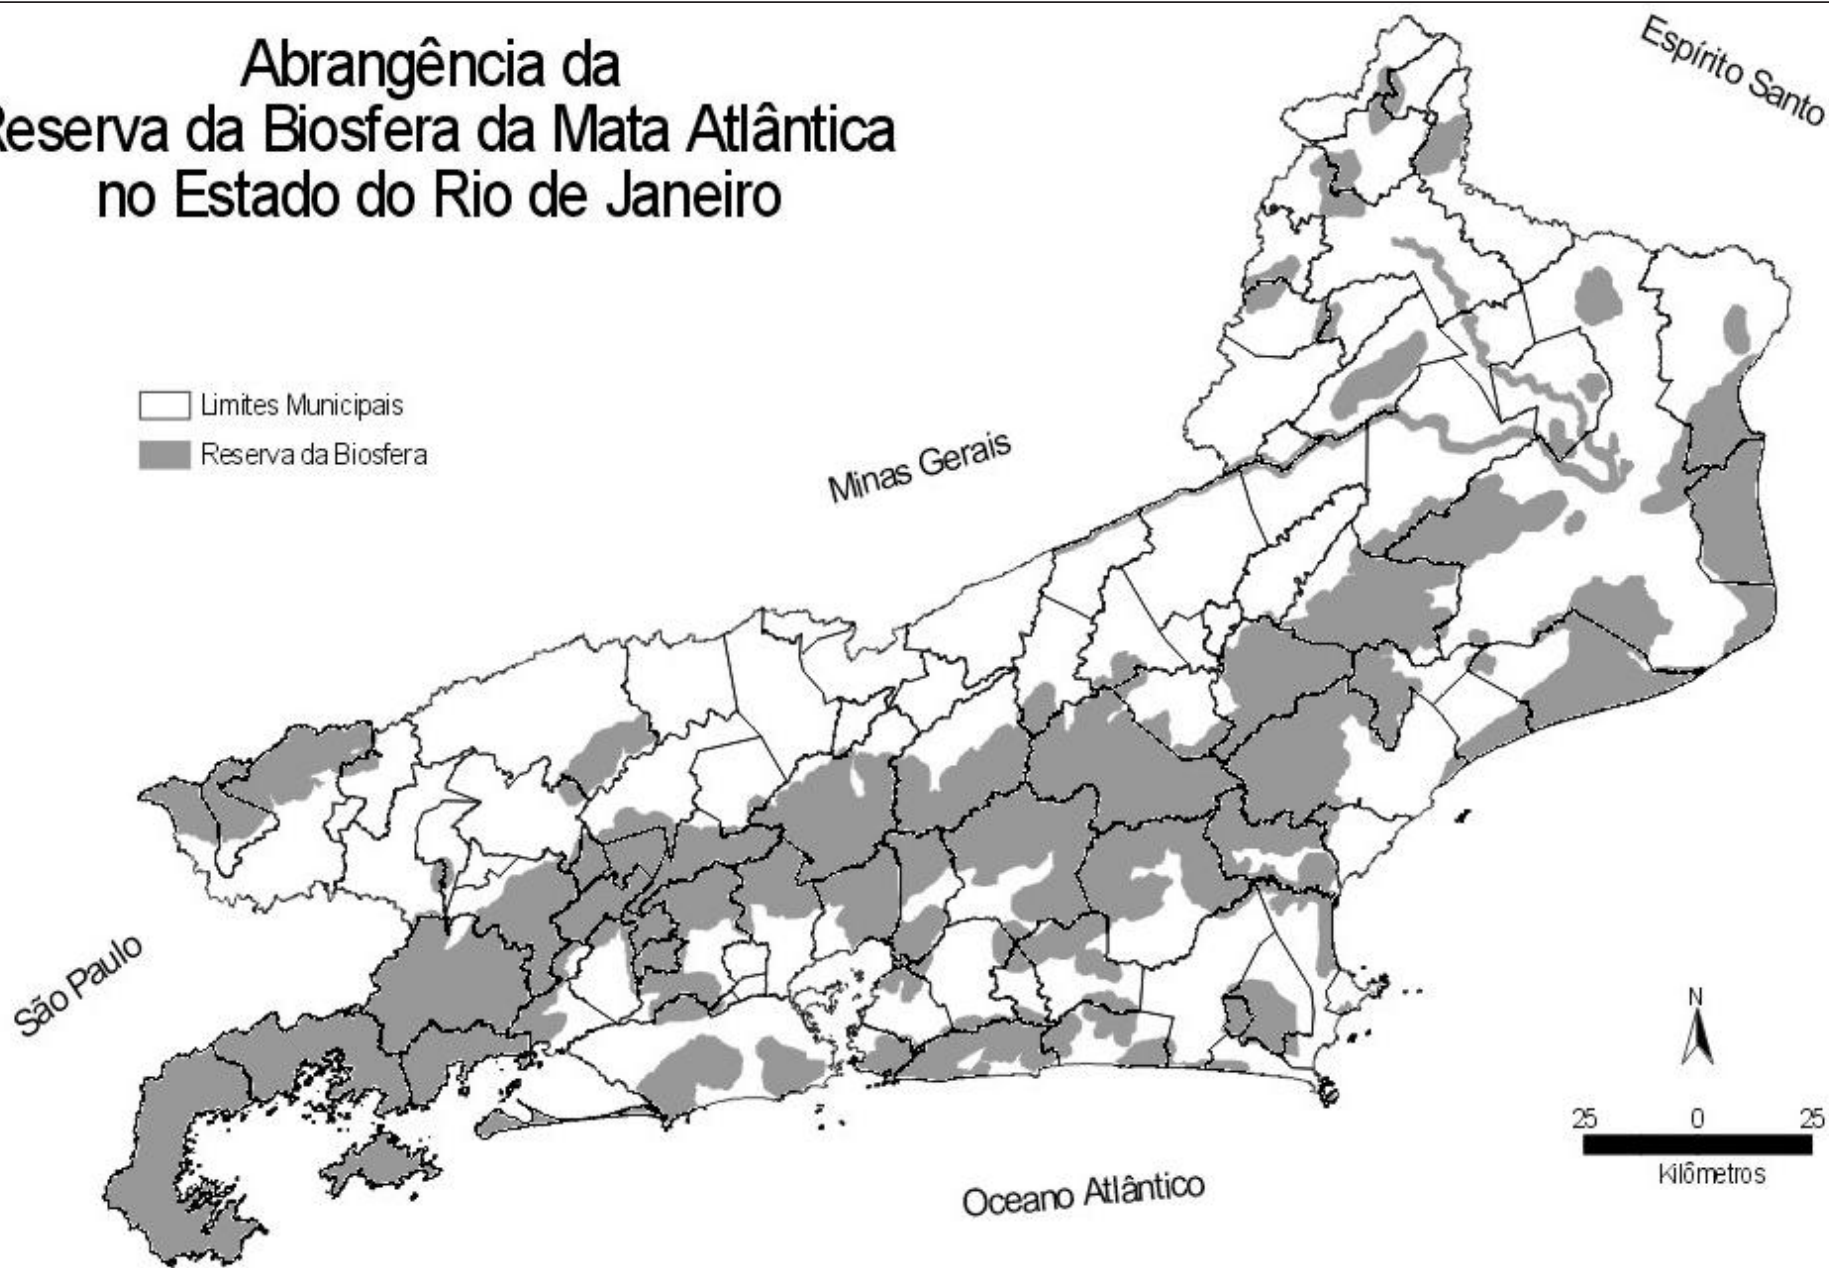 Abrangência da
Reserva da Biosfera da Mata Atlântica
no Estado do Rio de Janeiro
Espírito Santo
Limites Municipais
Reserva da Biosfera
Minas Gerais
São Paulo
N
25 0 25
Kilômetros
Oceano Atlântico